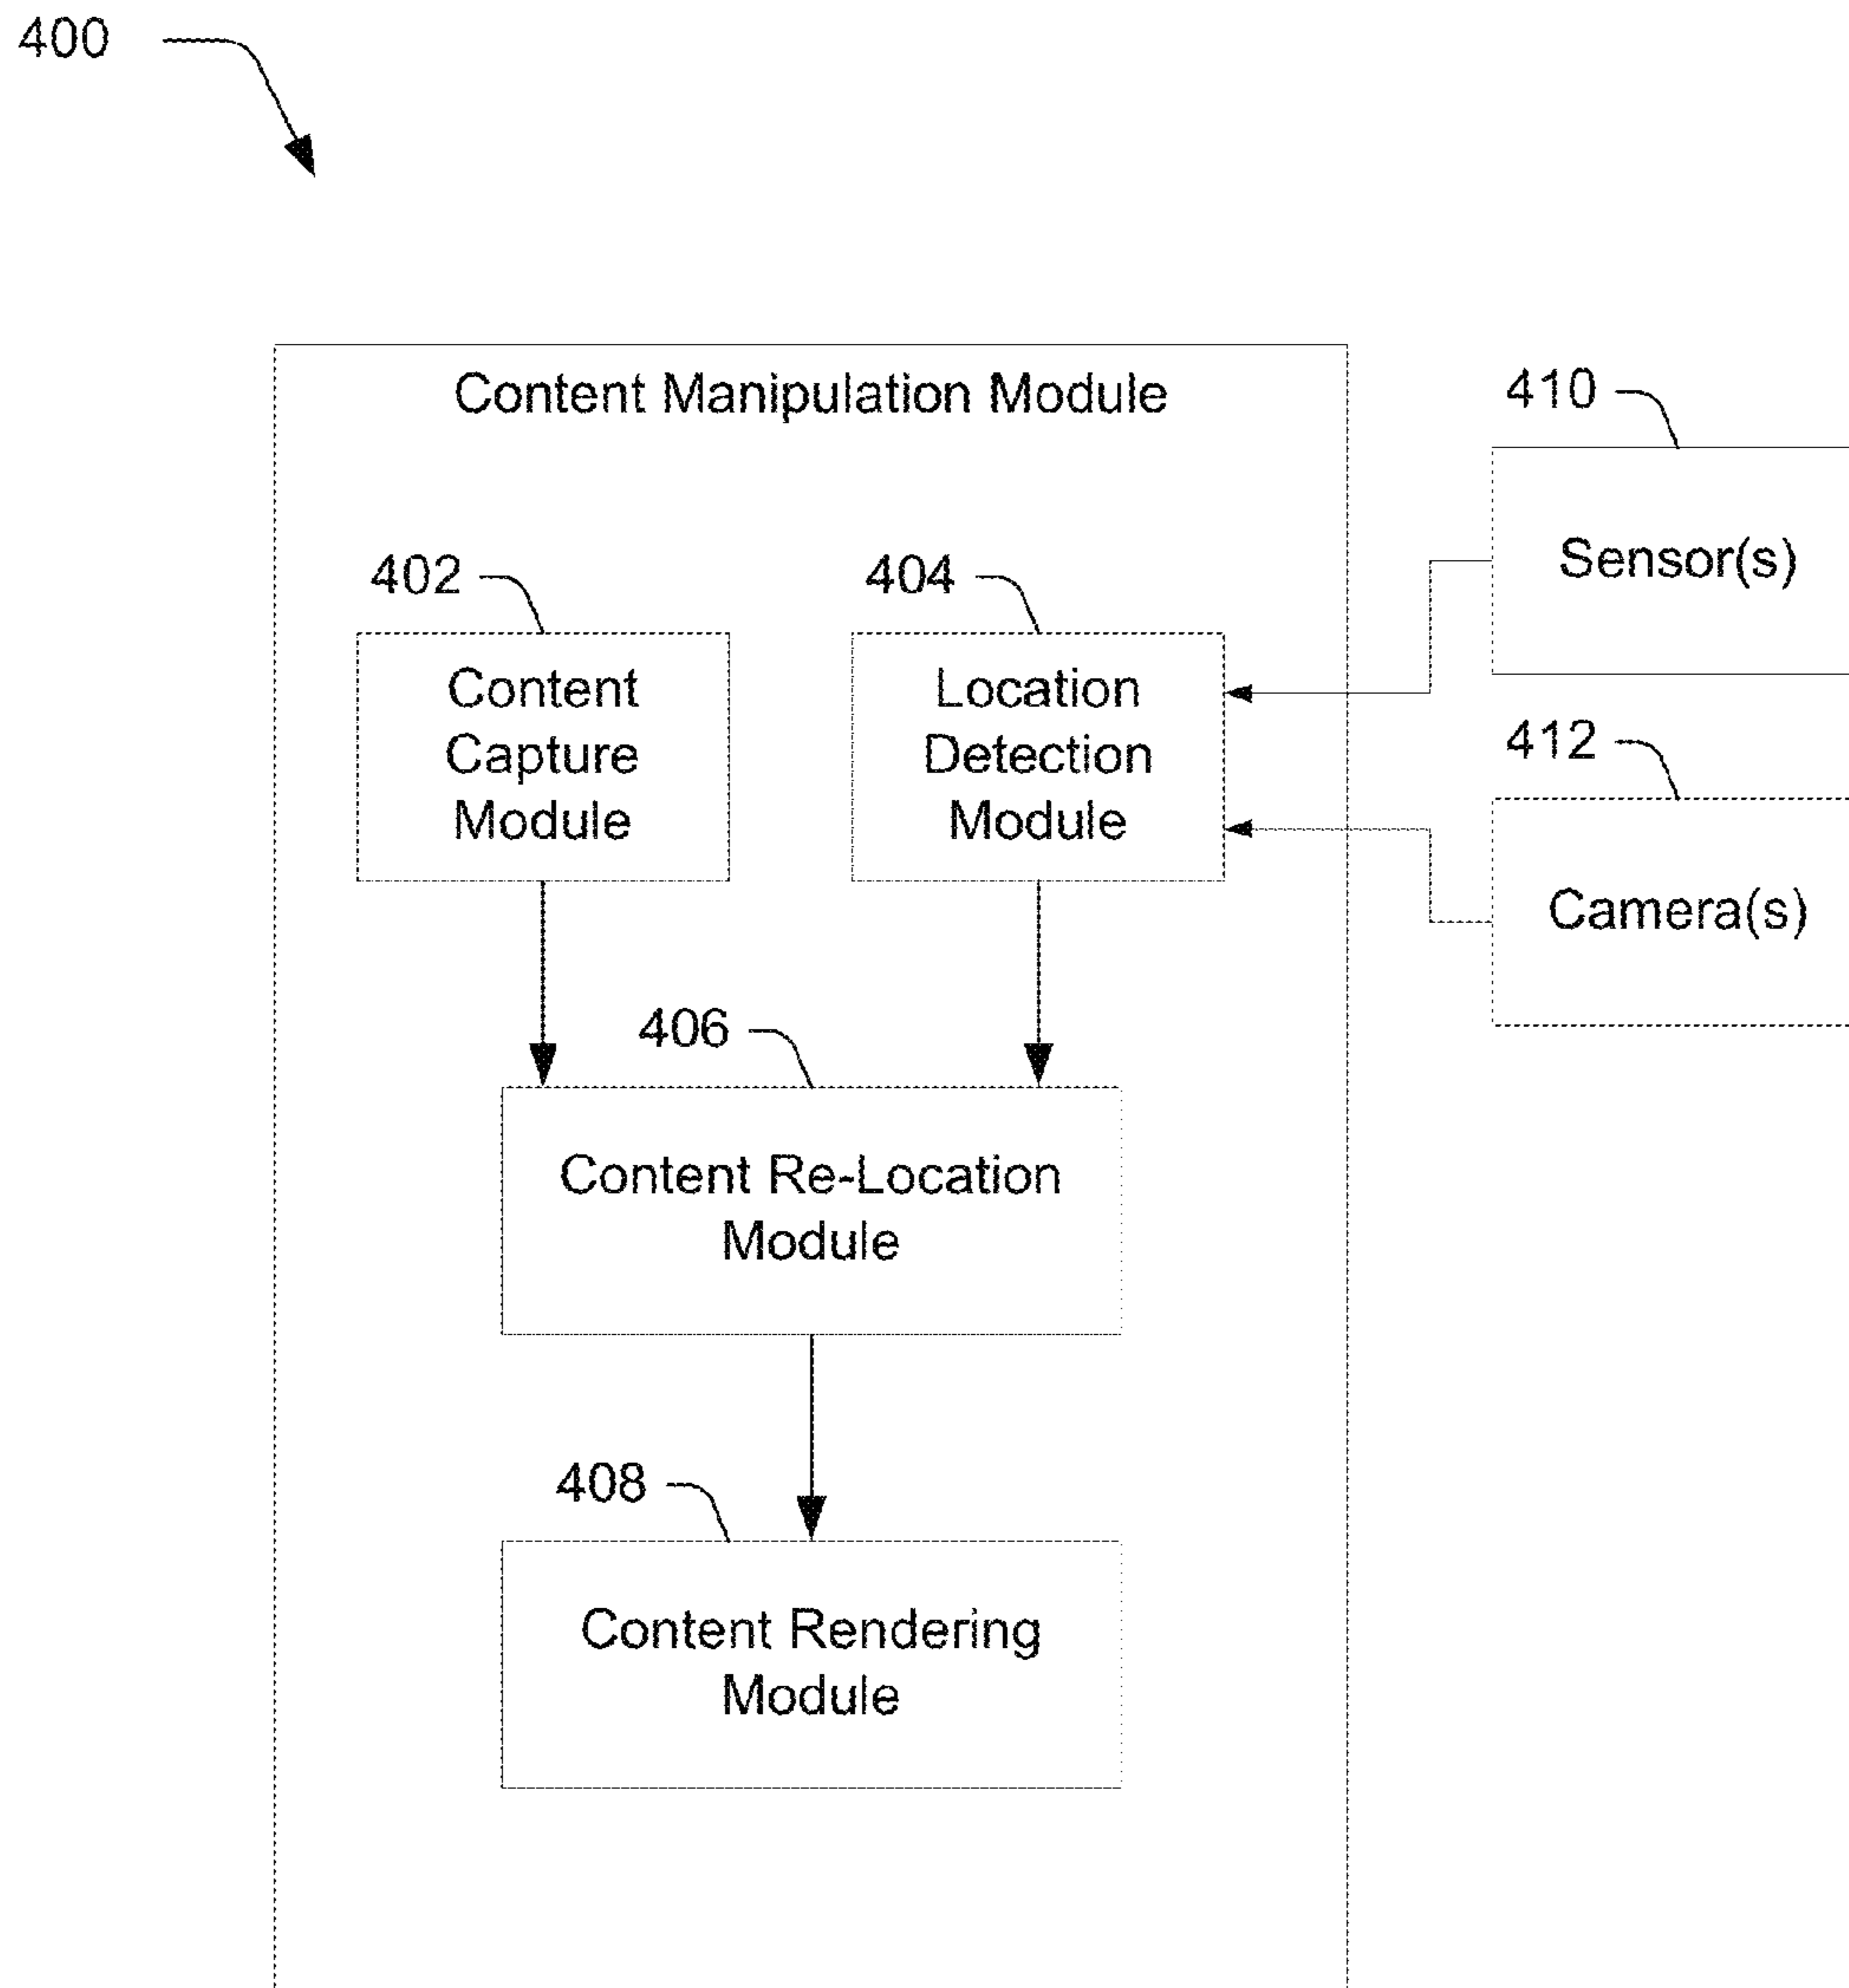 400
Content Manipulation Module
410
Sensor(s)
402
404
Content
Capture
Module
Location
Detection
Module
412
Camera(s)
406
Content Re-Location
Module
408
Content Rendering
Module